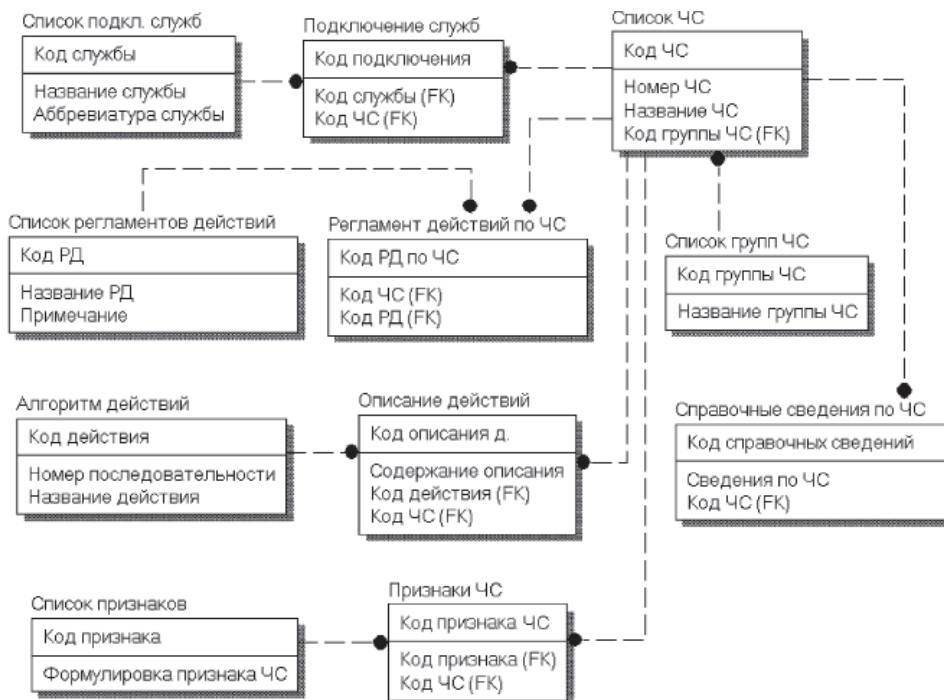 Список подкл. служб
Код службы
Название службы
Аббревиатура службы
Подключение служб
Код подключения
Код службы (FK)
Код ЧС (FK)
Список ЧС
Код ЧС
Номер ЧС
Название ЧС
Код группы ЧС (FK)
Список регламентов действий
Код РД
Название РД
Примечание
Регламент действий по ЧС
Код РД по ЧС
Код ЧС (FK)
Код РД (FK)
Список групп ЧС
Код группы ЧС
Название группы ЧС
Алгоритм действий
Код действия
Номер последовательности
Название действия
Описание действий
Код описания д.
Содержание описания
Код действия (FK)
Код ЧС (FK)
Справочные сведения по ЧС
Код справочных сведений
Сведения по ЧС
Код ЧС (FK)
Список признаков
Код признака
Формулировка признака ЧС
Признаки ЧС
Код признака ЧС
Код признака (FK)
Код ЧС (FK)